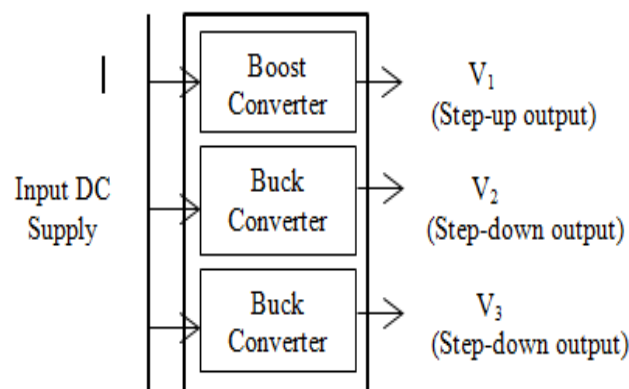 Boost
Converter
V1
(Step-up output)
Input DC
Supply
Buck
Converter
V2
(Step-down output)
Buck
Converter
V3
(Step-down output)